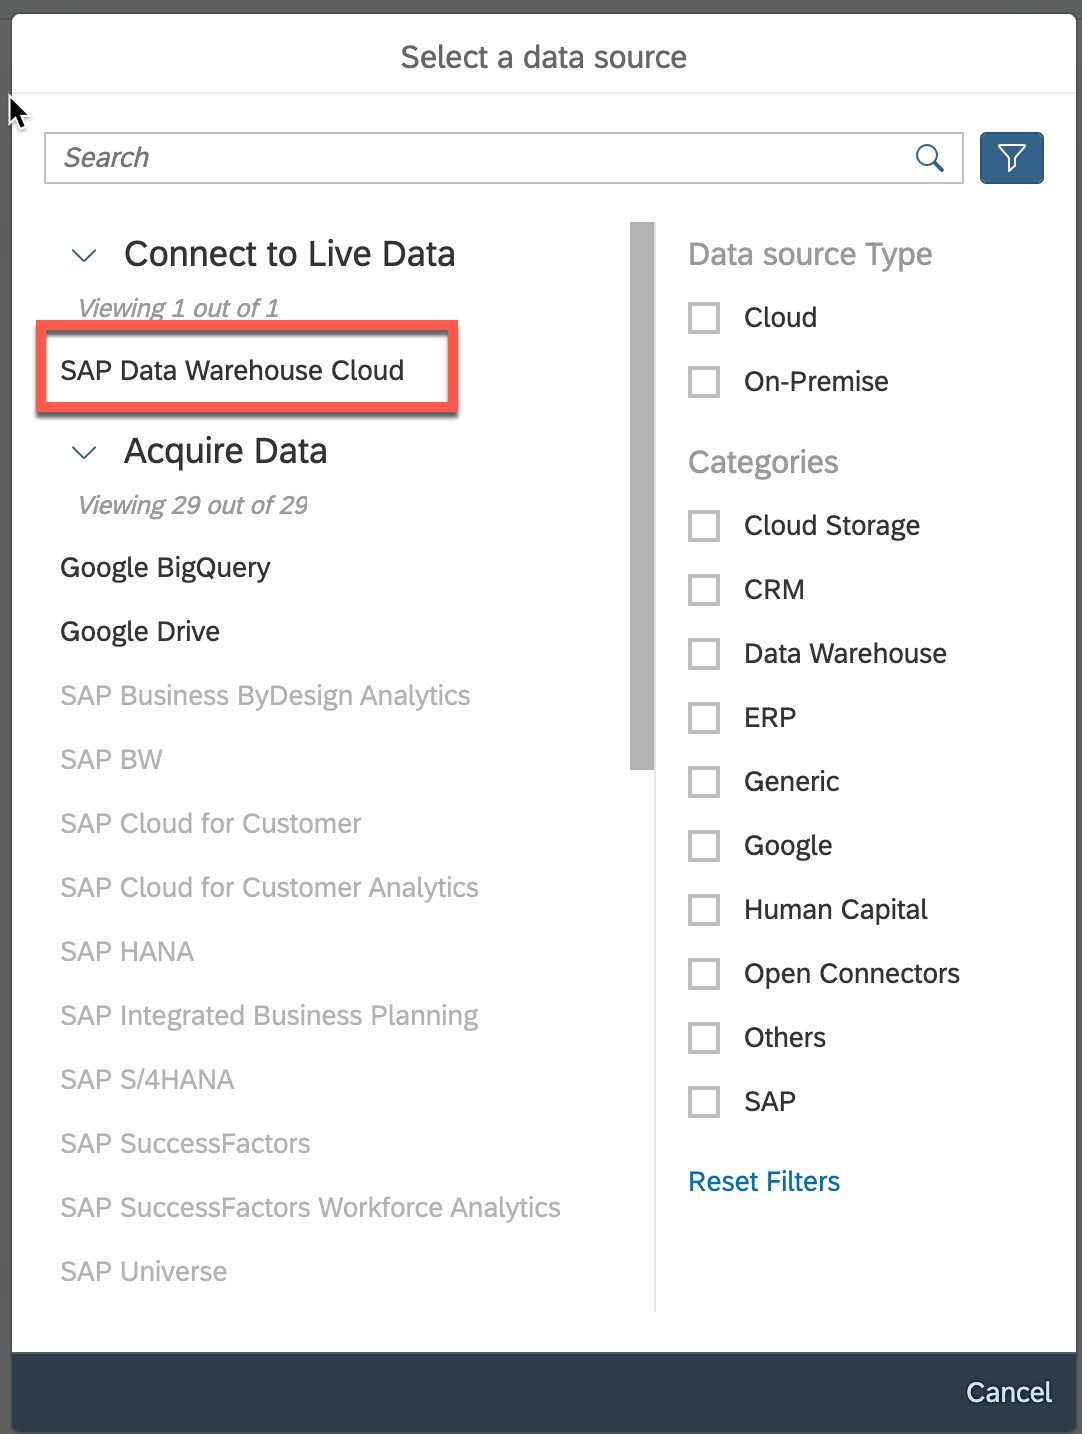 Select a data source
Search
Connect to Live Data
Viewing 1 out of 1
SAP Data Warehouse Cloud
Acquire Data
Viewing 29 out of 29
Google BigQuery
Google Drive
SAP Business ByDesign Analytics
SAP BW
SAP Cloud for Customer
SAP Cloud for Customer Analytics
SAP HANA
SAP Integrated Business Planning
SAP S/4HANA
SAP SuccessFactors
SAP SuccessFactors Workforce Analytics
SAP Universe
Data source Type
Cloud
On-Premise
Categories
Cloud Storage
CRM
Data Warehouse
ERP
Generic
Google
Human Capital
Open Connectors
Others
SAP
Reset Filters
Cancel